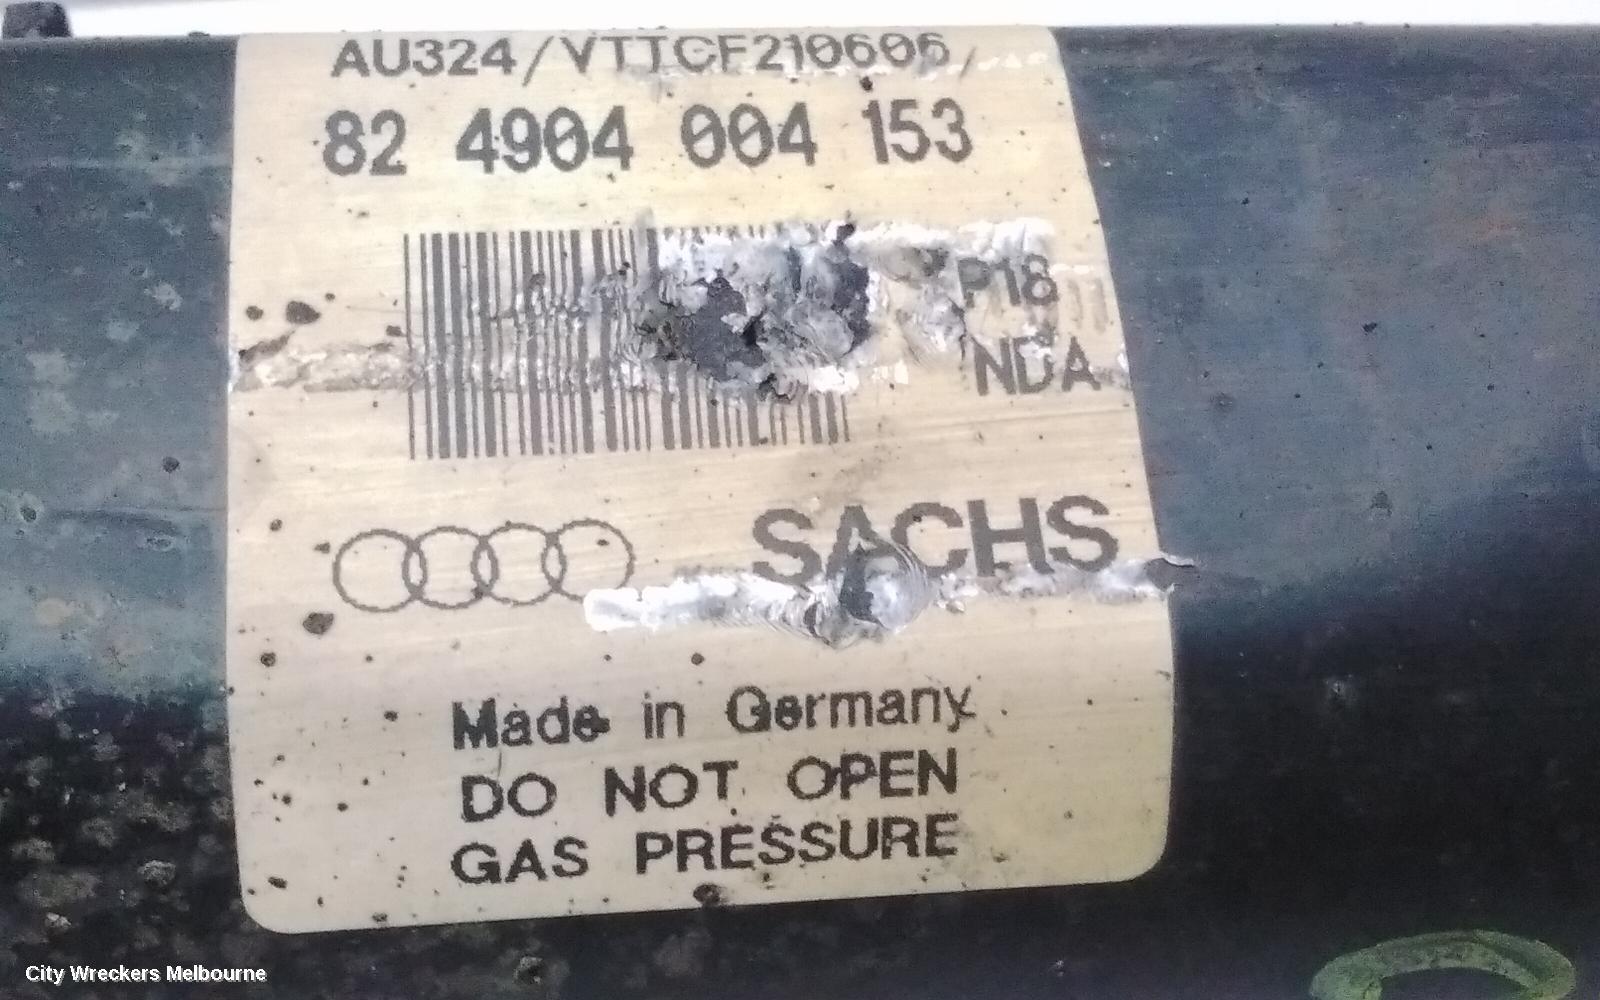 AU324/YTTCF210606/
82 4904 004 153
P18
NDA
SACHS
Made in Germany
DO NOT OPEN
GAS PRESSURE
City Wreckers Melbourne